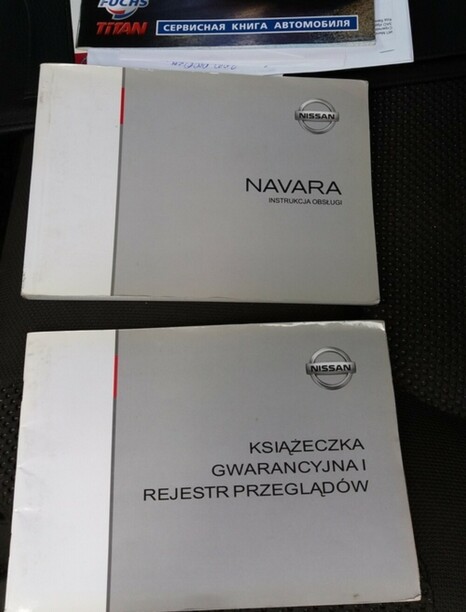 FUCHS
TITAN
СЕРВИСНАЯ КНИГА АВТОМОБИЛЯ
NISSAN
NAVARA
INSTRUKCJA OBSŁUGI
NISSAN
KSIĄŻECZKA
GWARANCYJNA I
REJESTR PRZEGLĄDÓW